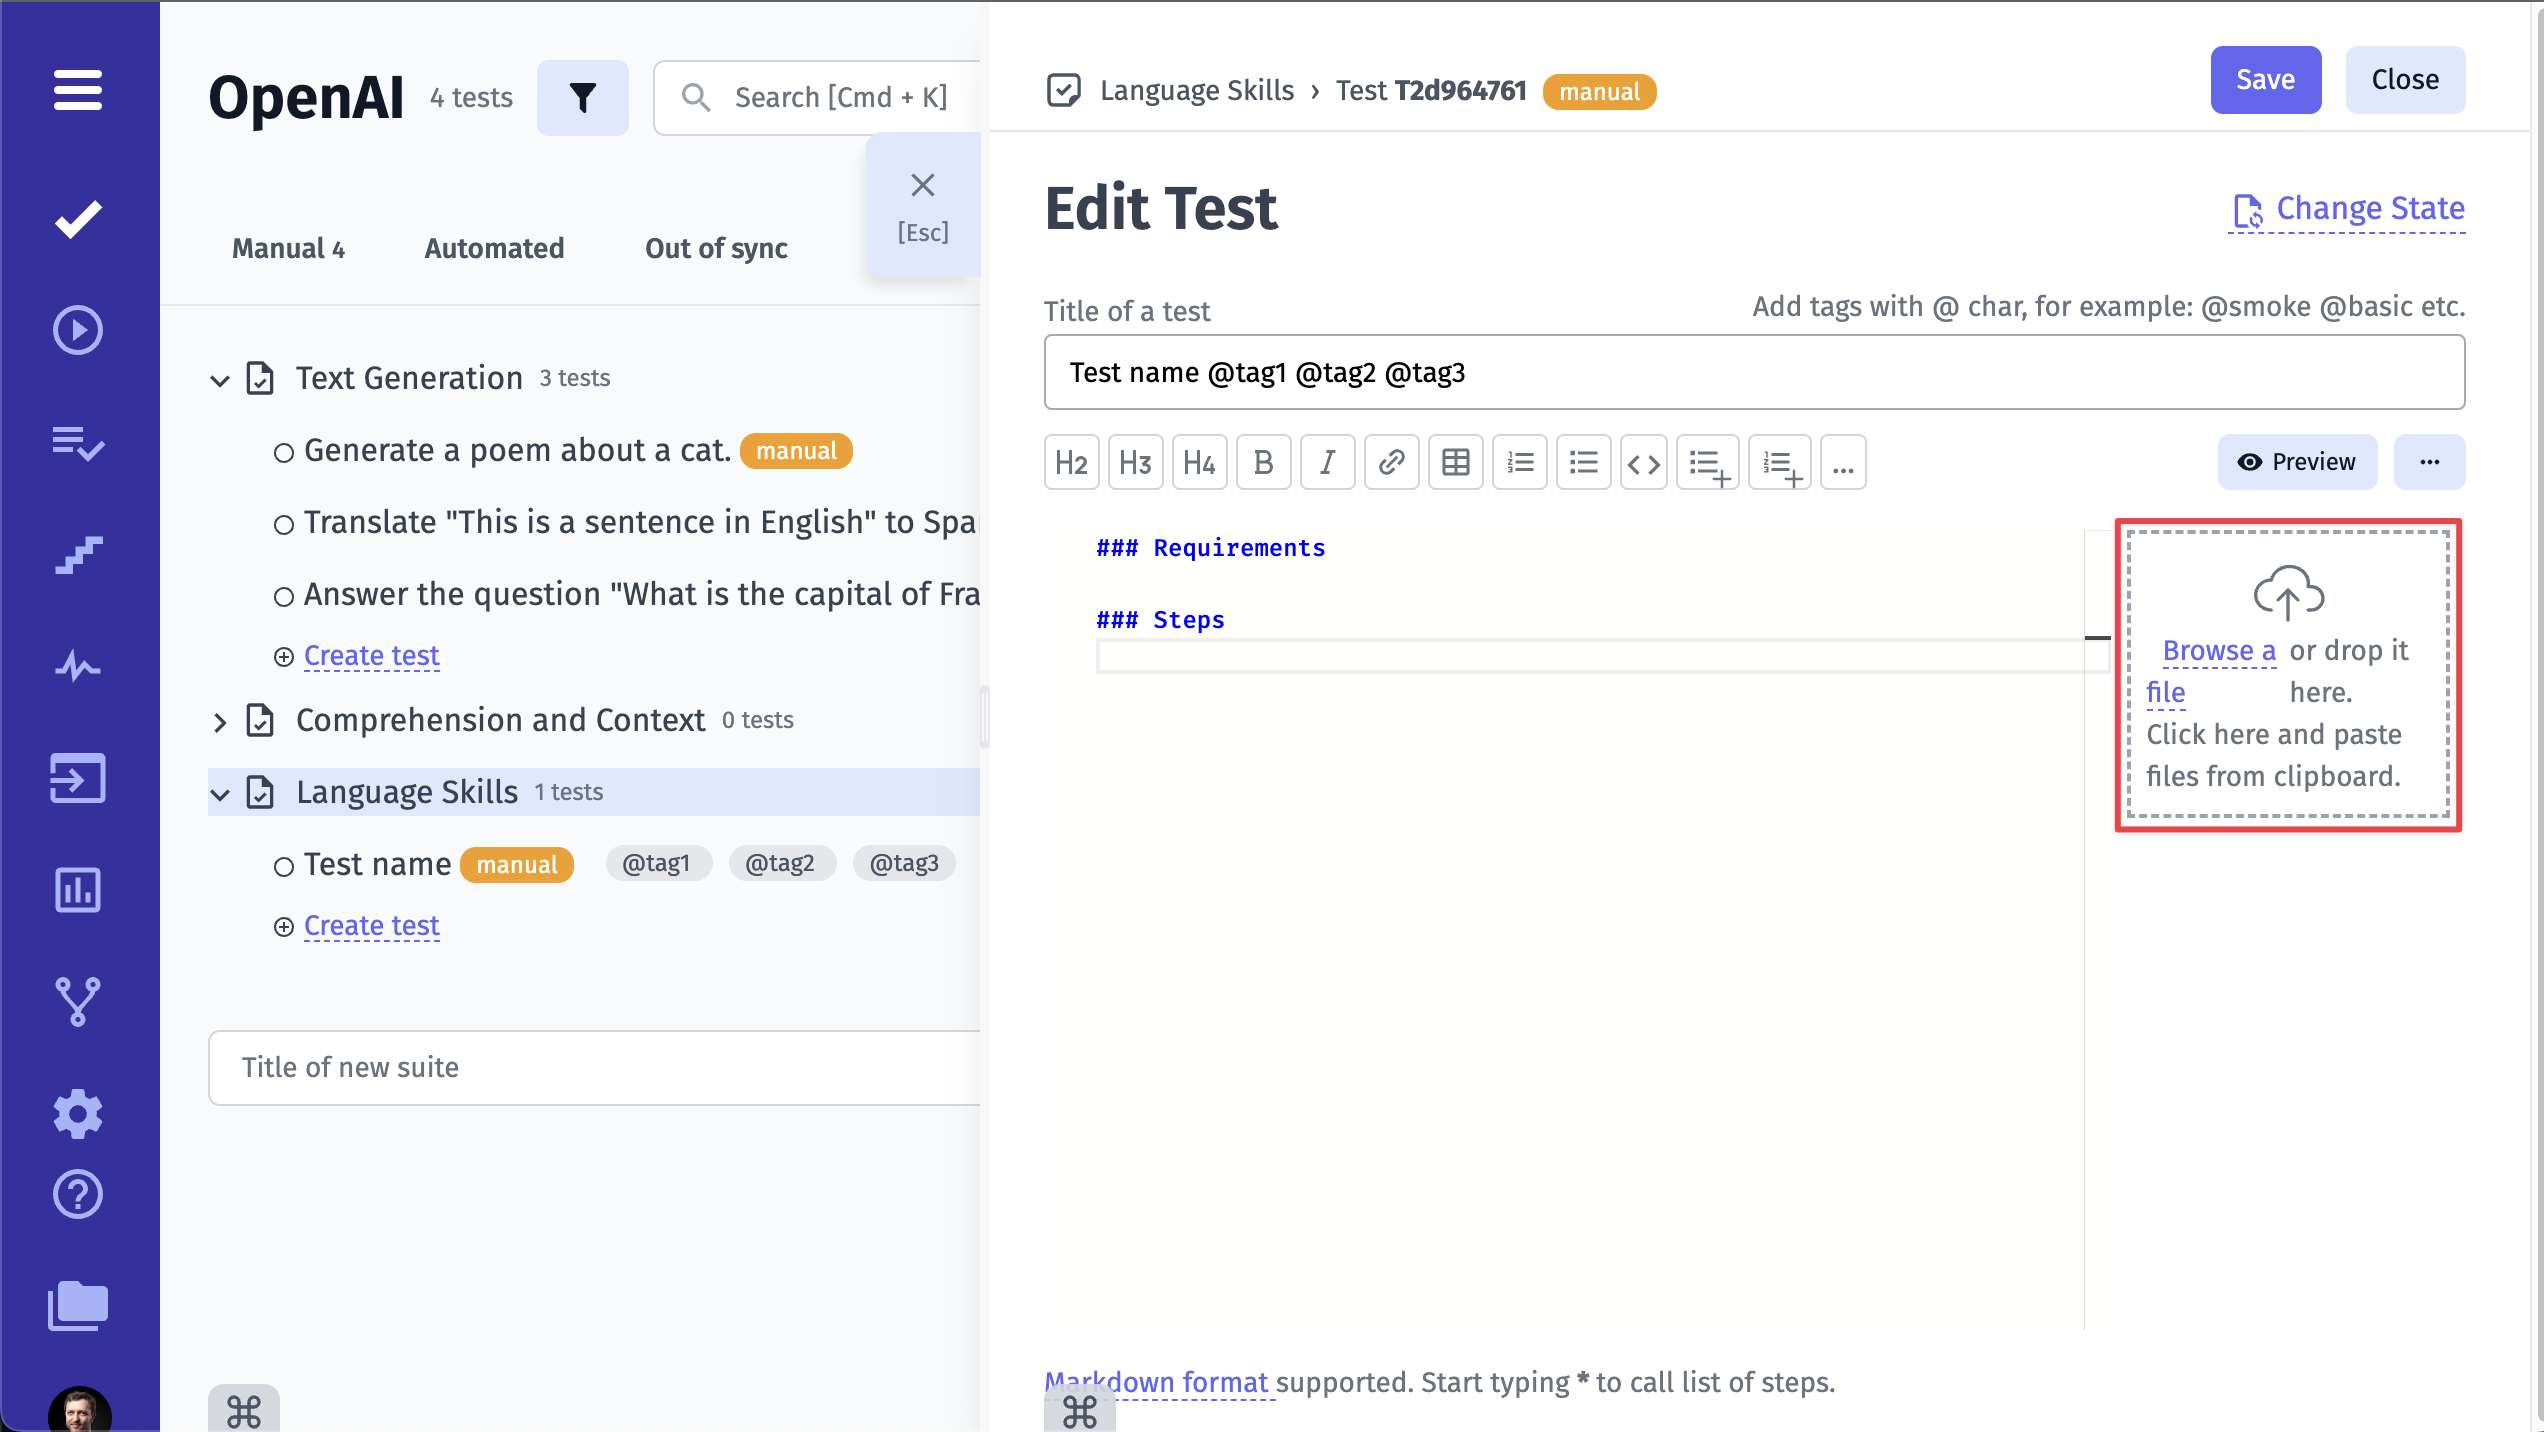 OpenAI 4 tests
Search [Cmd + K]
[Esc]
Manual 4 Automated Out of sync
Text Generation 3 tests
Generate a poem about a cat. manual
Translate "This is a sentence in English" to Spa
Answer the question "What is the capital of Fra
Create test
Comprehension and Context 0 tests
Language Skills 1 tests
Test name manual @tag1 @tag2 @tag3
Create test
Title of new suite
Language Skills › Test T2d964761 manual
Save Close
Edit Test
Change State
Title of a test
Add tags with @ char, for example: @smoke @basic etc.
Test name @tag1 @tag2 @tag3
H2 H3 H4 B I ...
Preview ...
### Requirements
### Steps
Browse a file
or drop it here.
Click here and paste
files from clipboard.
Markdown format supported. Start typing * to call list of steps.